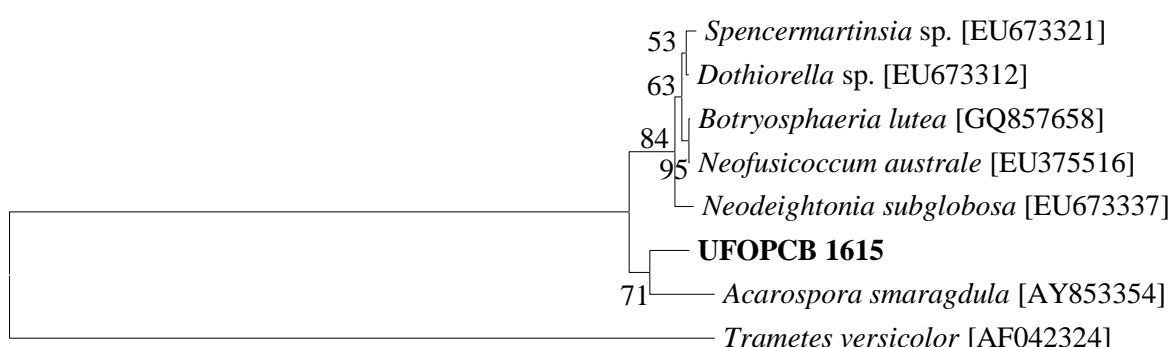 53
Spencermartinsia sp. [EU673321]
Dothiorella sp. [EU673312]
63
Botryosphaeria lutea [GQ857658]
84
95
Neofusicoccum australe [EU375516]
Neodeightonia subglobosa [EU673337]
UFOPCB 1615
71
Acarospora smaragdula [AY853354]
Trametes versicolor [AF042324]